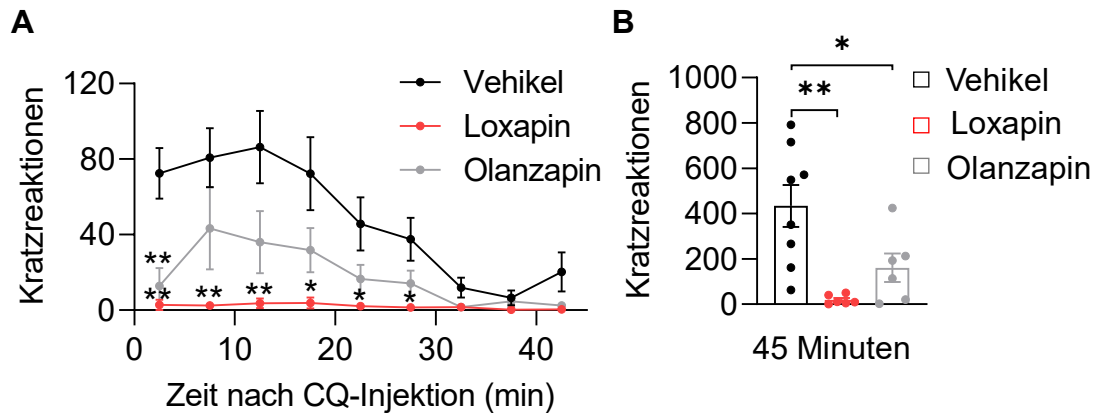 A
Kratzreaktionen
120
80
40
0
0
10
20
30
40
Zeit nach CQ-Injektion (min)
Vehikel
Loxapin
Olanzapin
**
**
**
**
*
*
*
B
Kratzreaktionen
1000
800
600
400
200
0
45 Minuten
*
**
Vehikel
Loxapin
Olanzapin